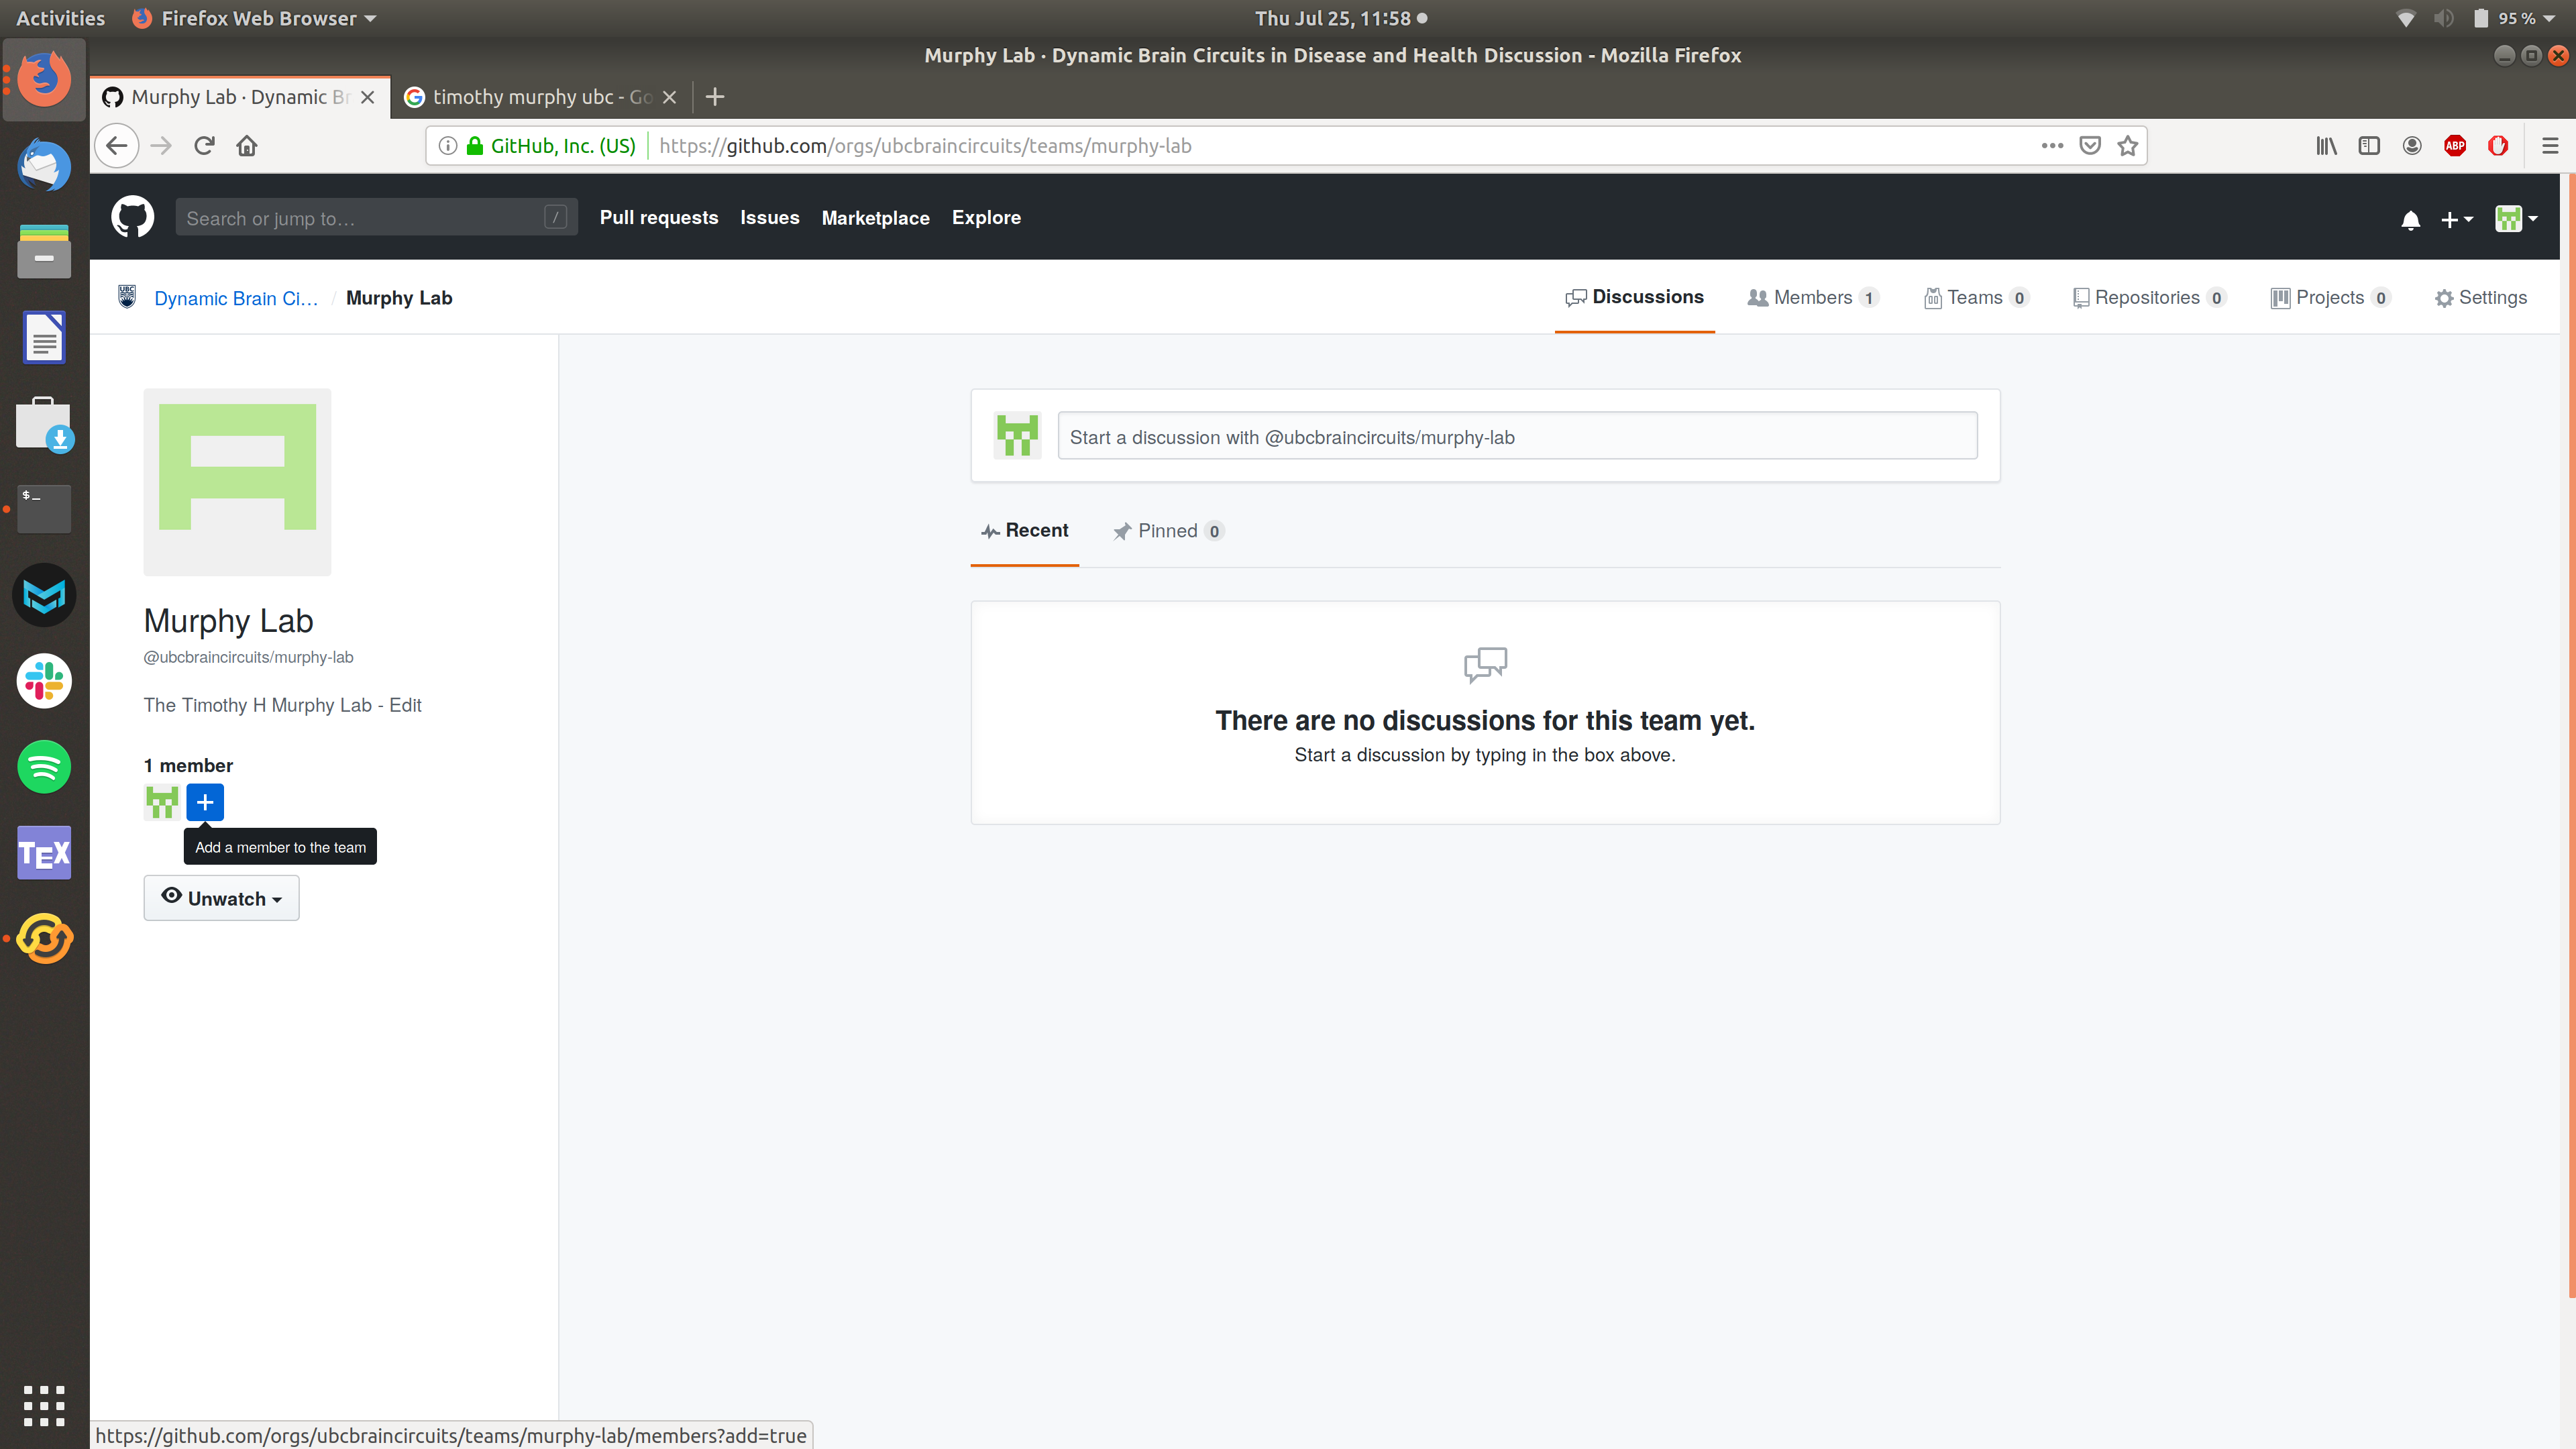 Activities Firefox Web Browser Thu Jul 25, 11:58 95 %
Murphy Lab · Dynamic Brain Circuits in Disease and Health Discussion - Mozilla Firefox
Murphy Lab · Dynamic Br timothy murphy ubc - Go
GitHub, Inc. (US) https://github.com/orgs/ubcbraincircuits/teams/murphy-lab ABP
Search or jump to… / Pull requests Issues Marketplace Explore
UBC Dynamic Brain Ci… / Murphy Lab Discussions Members 1 Teams 0 Repositories 0 Projects 0 Settings
Start a discussion with @ubcbraincircuits/murphy-lab
$_
Recent Pinned 0
Murphy Lab
@ubcbraincircuits/murphy-lab
The Timothy H Murphy Lab - Edit
There are no discussions for this team yet.
Start a discussion by typing in the box above.
1 member
Add a member to the team
TEX
Unwatch
https://github.com/orgs/ubcbraincircuits/teams/murphy-lab/members?add=true